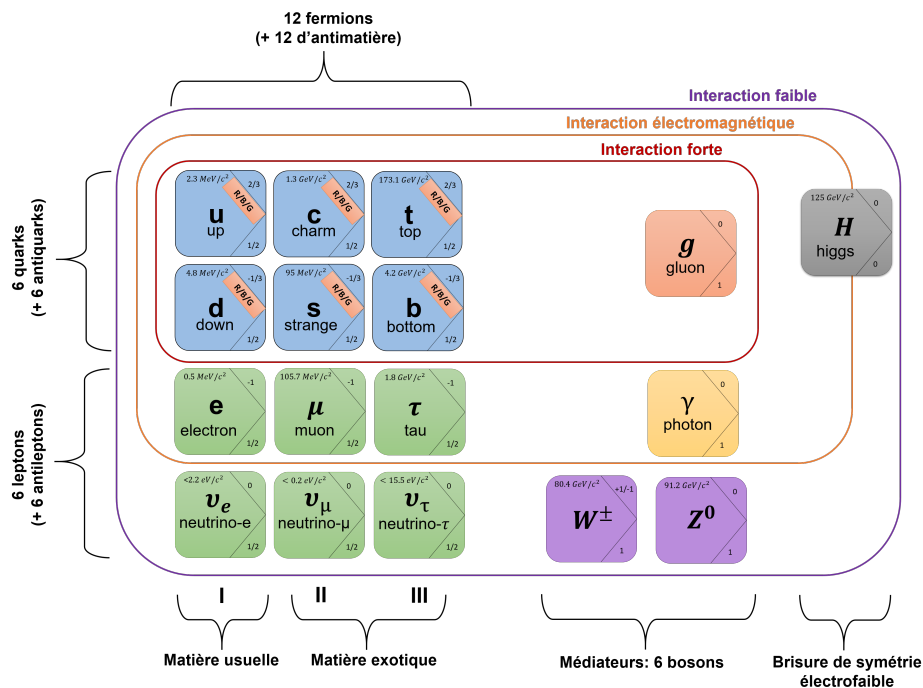 12 fermions
(+ 12 d'antimatière)
Interaction faible
Interaction électromagnétique
Interaction forte
6 quarks
(+ 6 antiquarks)
2.3 MeV/c²
2/3
R/B/G
u
up
1/2
1.3 GeV/c²
2/3
R/B/G
c
charm
1/2
173.1 GeV/c²
2/3
R/B/G
t
top
1/2
0
g
gluon
1
125 GeV/c²
0
H
higgs
0
4.8 MeV/c²
-1/3
R/B/G
d
down
1/2
95 MeV/c²
-1/3
R/B/G
s
strange
1/2
4.2 GeV/c²
-1/3
R/B/G
b
bottom
1/2
6 leptons
(+ 6 antileptons)
0.5 MeV/c²
-1
e
electron
1/2
105.7 MeV/c²
-1
μ
muon
1/2
1.8 GeV/c²
-1
τ
tau
1/2
0
γ
photon
1
<2.2 eV/c²
0
υe
neutrino-e
1/2
< 0.2 eV/c²
0
υμ
neutrino-μ
1/2
< 15.5 eV/c²
0
υτ
neutrino-τ
1/2
80.4 GeV/c²
+1/-1
W±
1
91.2 GeV/c²
0
Z⁰
1
I
II
III
Matière usuelle
Matière exotique
Médiateurs: 6 bosons
Brisure de symétrie
électrofaible